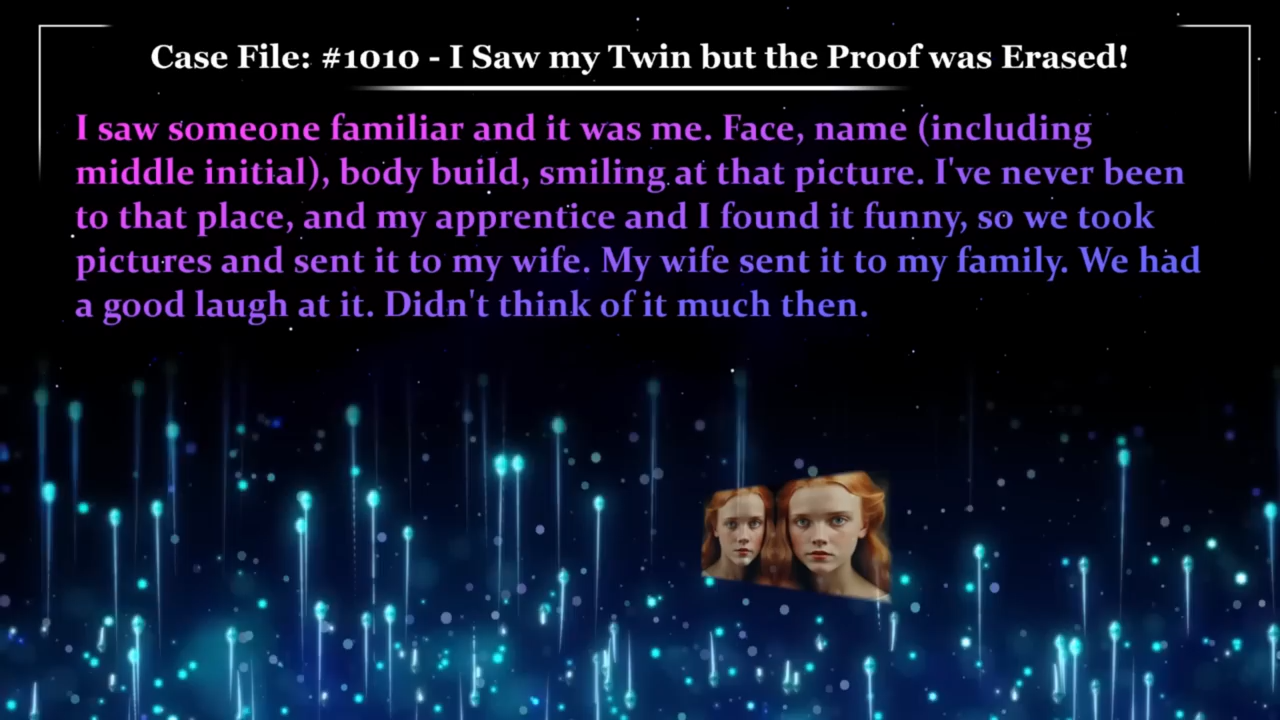 Case File: #1010 - I Saw my Twin but the Proof was Erased!
I saw someone familiar and it was me. Face, name (including
middle initial), body build, smiling at that picture. I've never been
to that place, and my apprentice and I found it funny, so we took
pictures and sent it to my wife. My wife sent it to my family. We had
a good laugh at it. Didn't think of it much then.